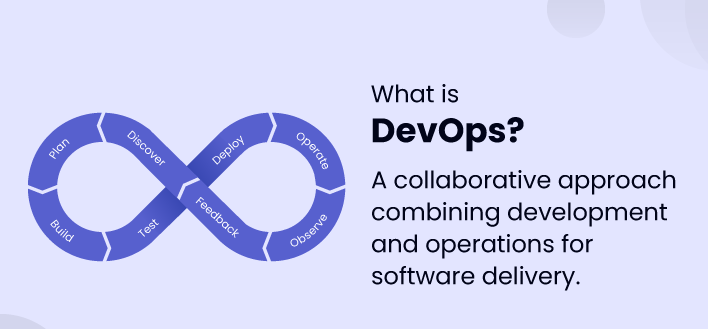 What is
DevOps?
A collaborative approach
combining development
and operations for
software delivery.
Discover
Plan
Build
Test
Deploy
Operate
Observe
Feedback